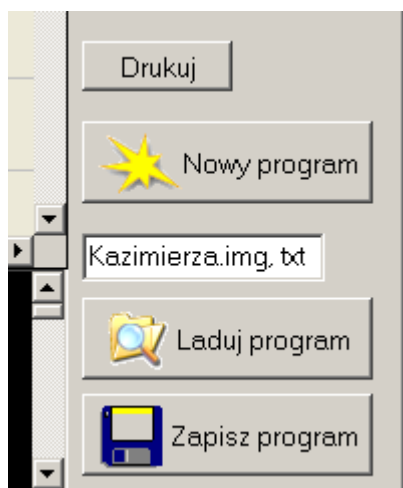 Drukuj
Nowy program
Kazimierza.img, txt
Laduj program
Zapisz program